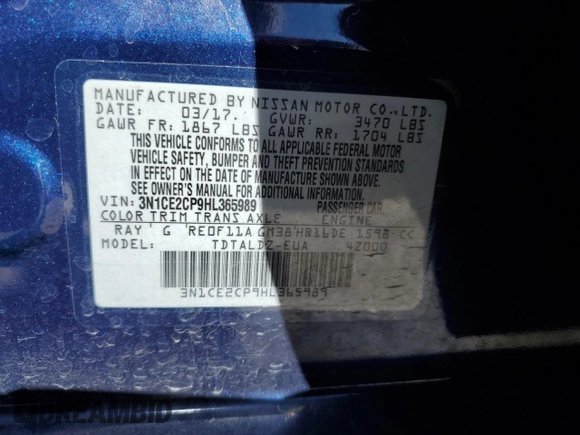 MANUFACTURED BY NISSAN MOTOR CO.,LTD.
DATE: 03/17. GVWR: 3470 LBS
GAWR FR: 1867 LBS GAWR RR: 1704 LBS
THIS VEHICLE CONFORMS TO ALL APPLICABLE FEDERAL MOTOR
VEHICLE SAFETY, BUMPER AND THEFT PREVENTION STANDARDS
IN EFFECT ON THE DATE OF MANUFACTURE SHOWN ABOVE.
SEE OWNER'S MANUAL FOR ADDITIONAL INFORMATION
VIN: 3N1CE2CP9HL365989 PASSENGER CAR
COLOR TRIM TRANS AXLE ENGINE
RAY' G RE0F11A GM38'HR16DE 1598 CC
MODEL: TDTALDZ-EUA 4Z000
3N1CE2CP9HL365989
DREAMBID